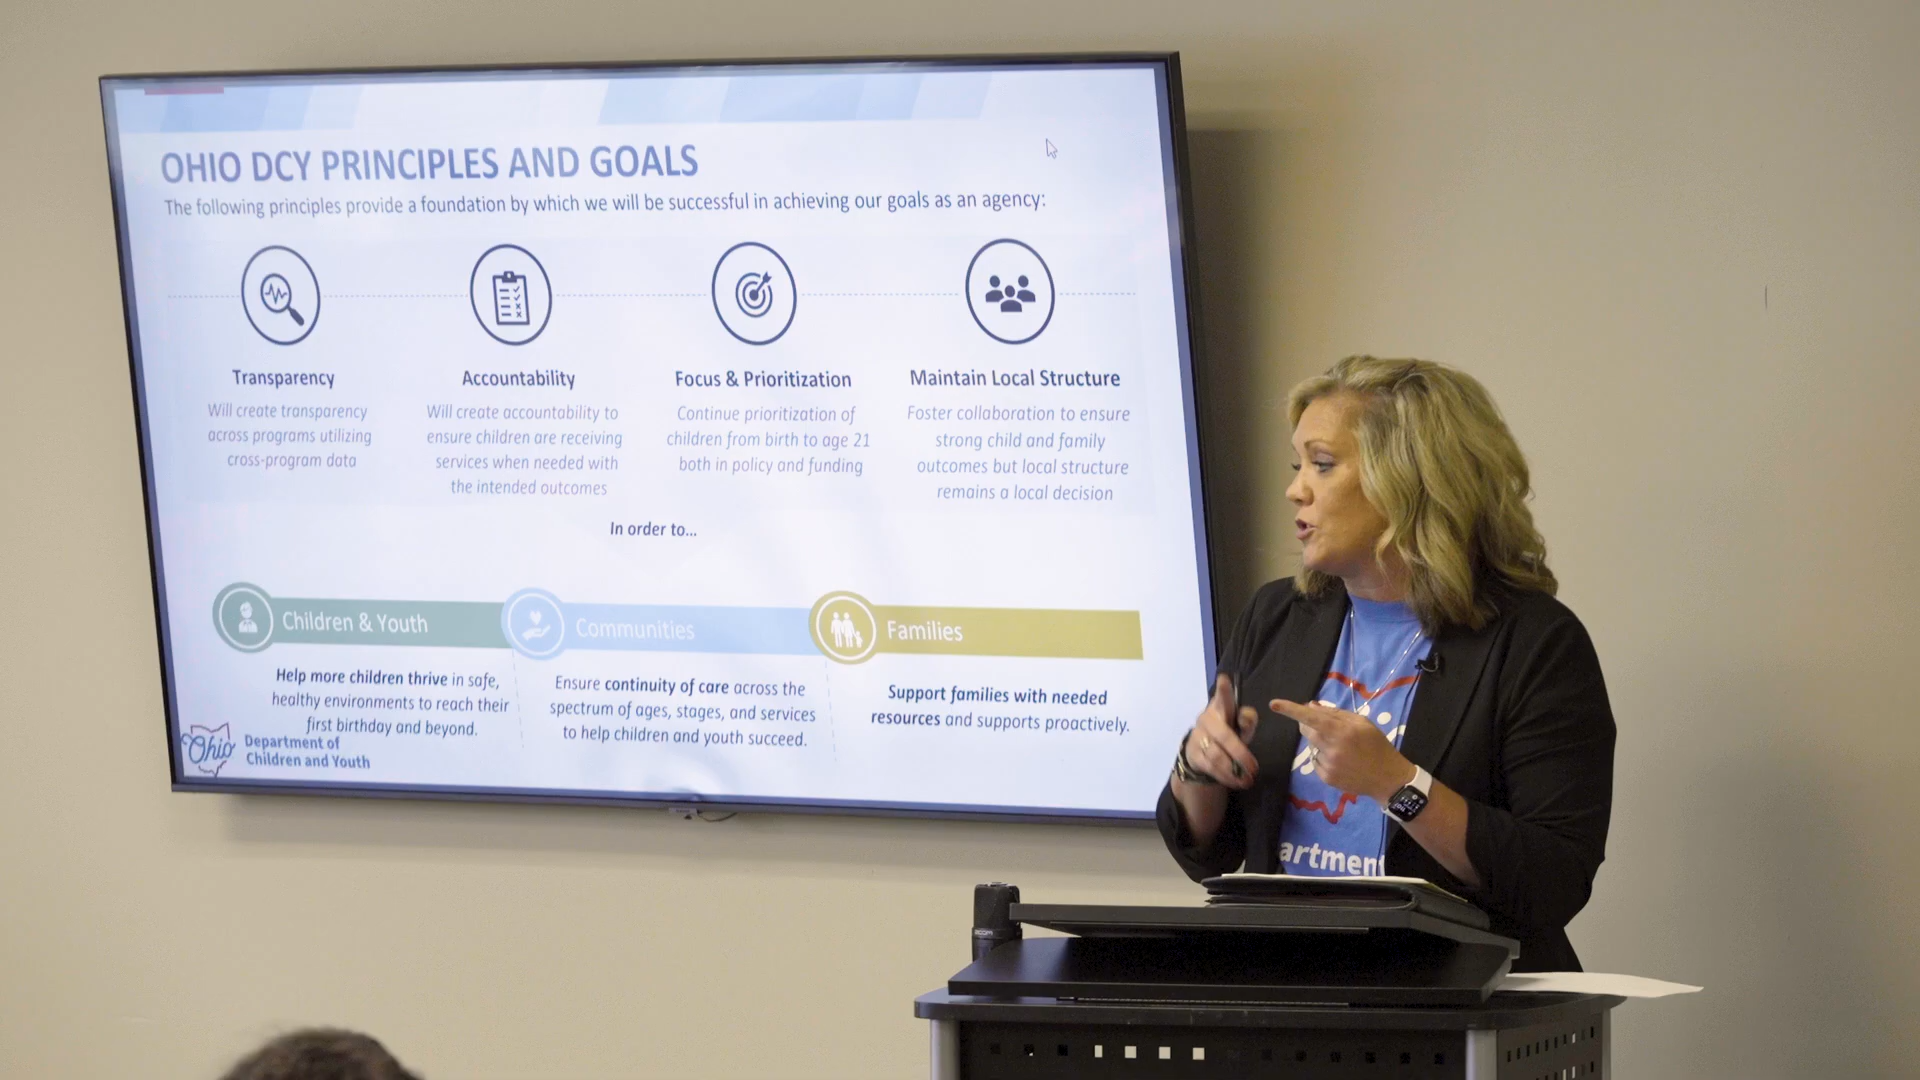 OHIO DCY PRINCIPLES AND GOALS
The following principles provide a foundation by which we will be successful in achieving our goals as an agency:
Transparency
Will create transparency
across programs utilizing
cross-program data
Accountability
Will create accountability to
ensure children are receiving
services when needed with
the intended outcomes
Focus & Prioritization
Continue prioritization of
children from birth to age 21
both in policy and funding
Maintain Local Structure
Foster collaboration to ensure
strong child and family
outcomes but local structure
remains a local decision
In order to...
Children & Youth
Help more children thrive in safe,
healthy environments to reach their
first birthday and beyond.
Communities
Ensure continuity of care across the
spectrum of ages, stages, and services
to help children and youth succeed.
Families
Support families with needed
resources and supports proactively.
Ohio
Department of
Children and Youth
artmen